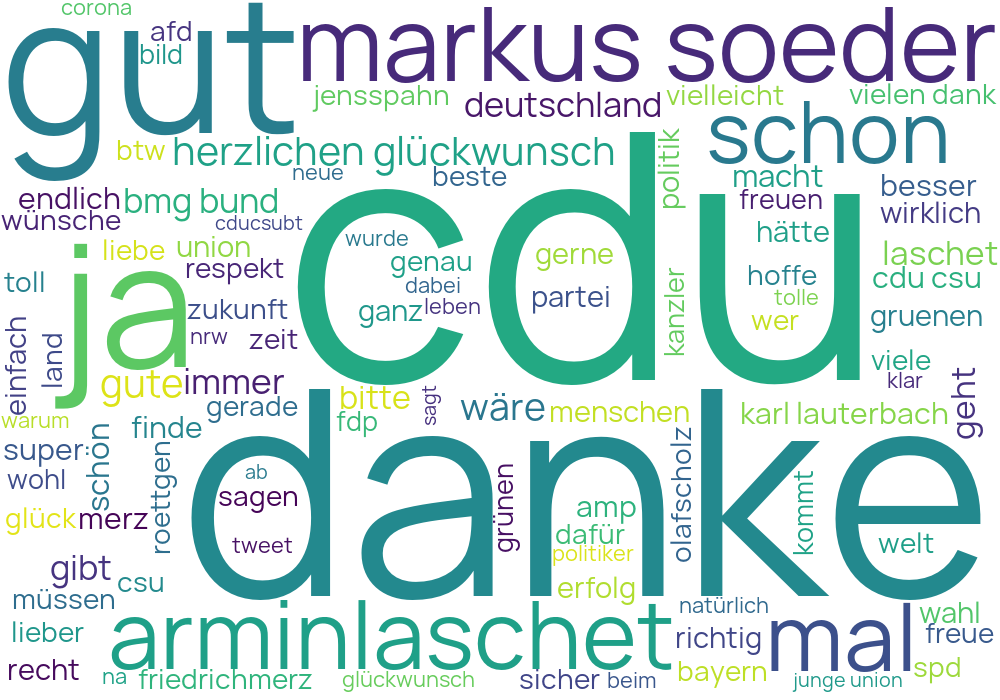 corona
gut
afd
bild
markus soeder
jensspahn
deutschland
vielleicht
vielen dank
schon
btw
herzlichen glückwunsch
politik
neue
beste
macht
besser
endlich
bmg bund
freuen
wirklich
wünsche
cducsubt
cdu
hätte
ja
liebe
union
wurde
gerne
laschet
respekt
genau
toll
dabei
hoffe
cdu csu
zukunft
ganz
leben
partei
kanzler
tolle
einfach
land
nrw
zeit
wer
gruenen
viele
gute
immer
bitte
klar
geht
gerade
sagt
wäre
menschen
karl lauterbach
warum
finde
fdp
super
schön
danke
wohl
roettgen
ab
sagen
grünen
amp
olafscholz
kommt
glück
merz
dafür
tweet
politiker
welt
gibt
csu
erfolg
müssen
natürlich
wahl
lieber
arminlaschet
richtig
mal
freue
recht
na
friedrichmerz
glückwunsch
sicher
beim
bayern
junge union
spd